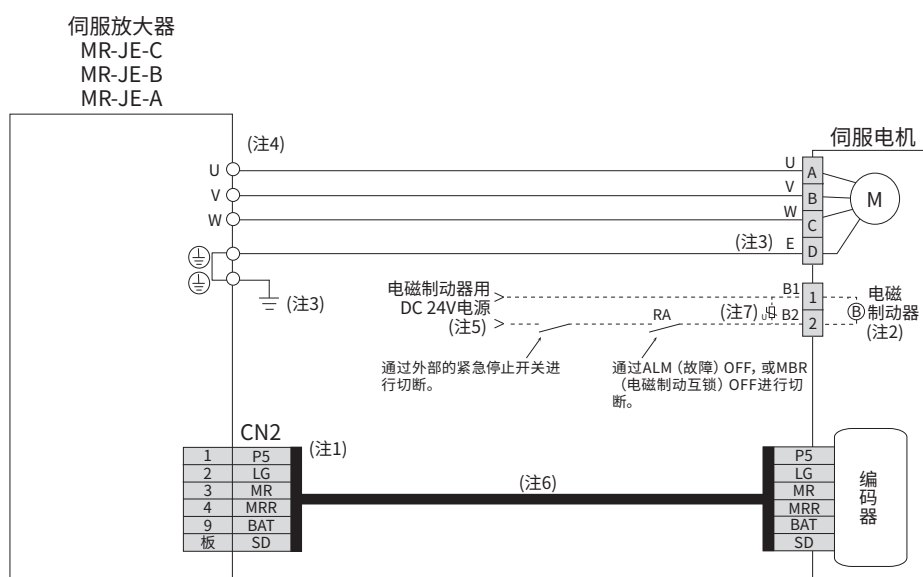 伺服放大器
MR-JE-C
MR-JE-B
MR-JE-A
伺服电机
(注4)
U
U
A
V
V
B
M
W
W
C
(注3)
E
D
(注3)
电磁制动器用
DC 24V电源
(注5)
B1
1
电磁
制动器
(注2)
B
RA
(注7)
U
B2
2
通过外部的紧急停止开关进
行切断。
通过ALM（故障）OFF，或MBR
（电磁制动互锁）OFF进行切
断。
CN2
(注1)
(注6)
1 P5
2 LG
3 MR
4 MRR
9 BAT
板 SD
P5
LG
MR
MRR
BAT
SD
编码器